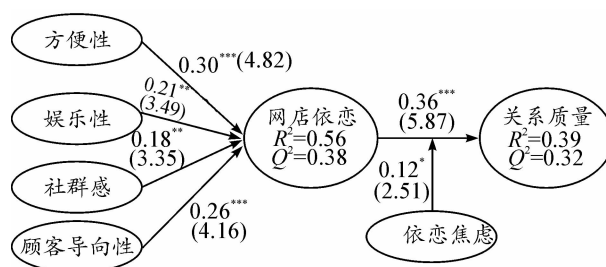 方便性
0.30***(4.82)
娱乐性
0.21**
(3.49)
0.18**
(3.35)
社群感
顾客导向性
0.26***
(4.16)
网店依恋
R²=0.56
Q²=0.38
0.36***
(5.87)
0.12*
(2.51)
关系质量
R²=0.39
Q²=0.32
依恋焦虑